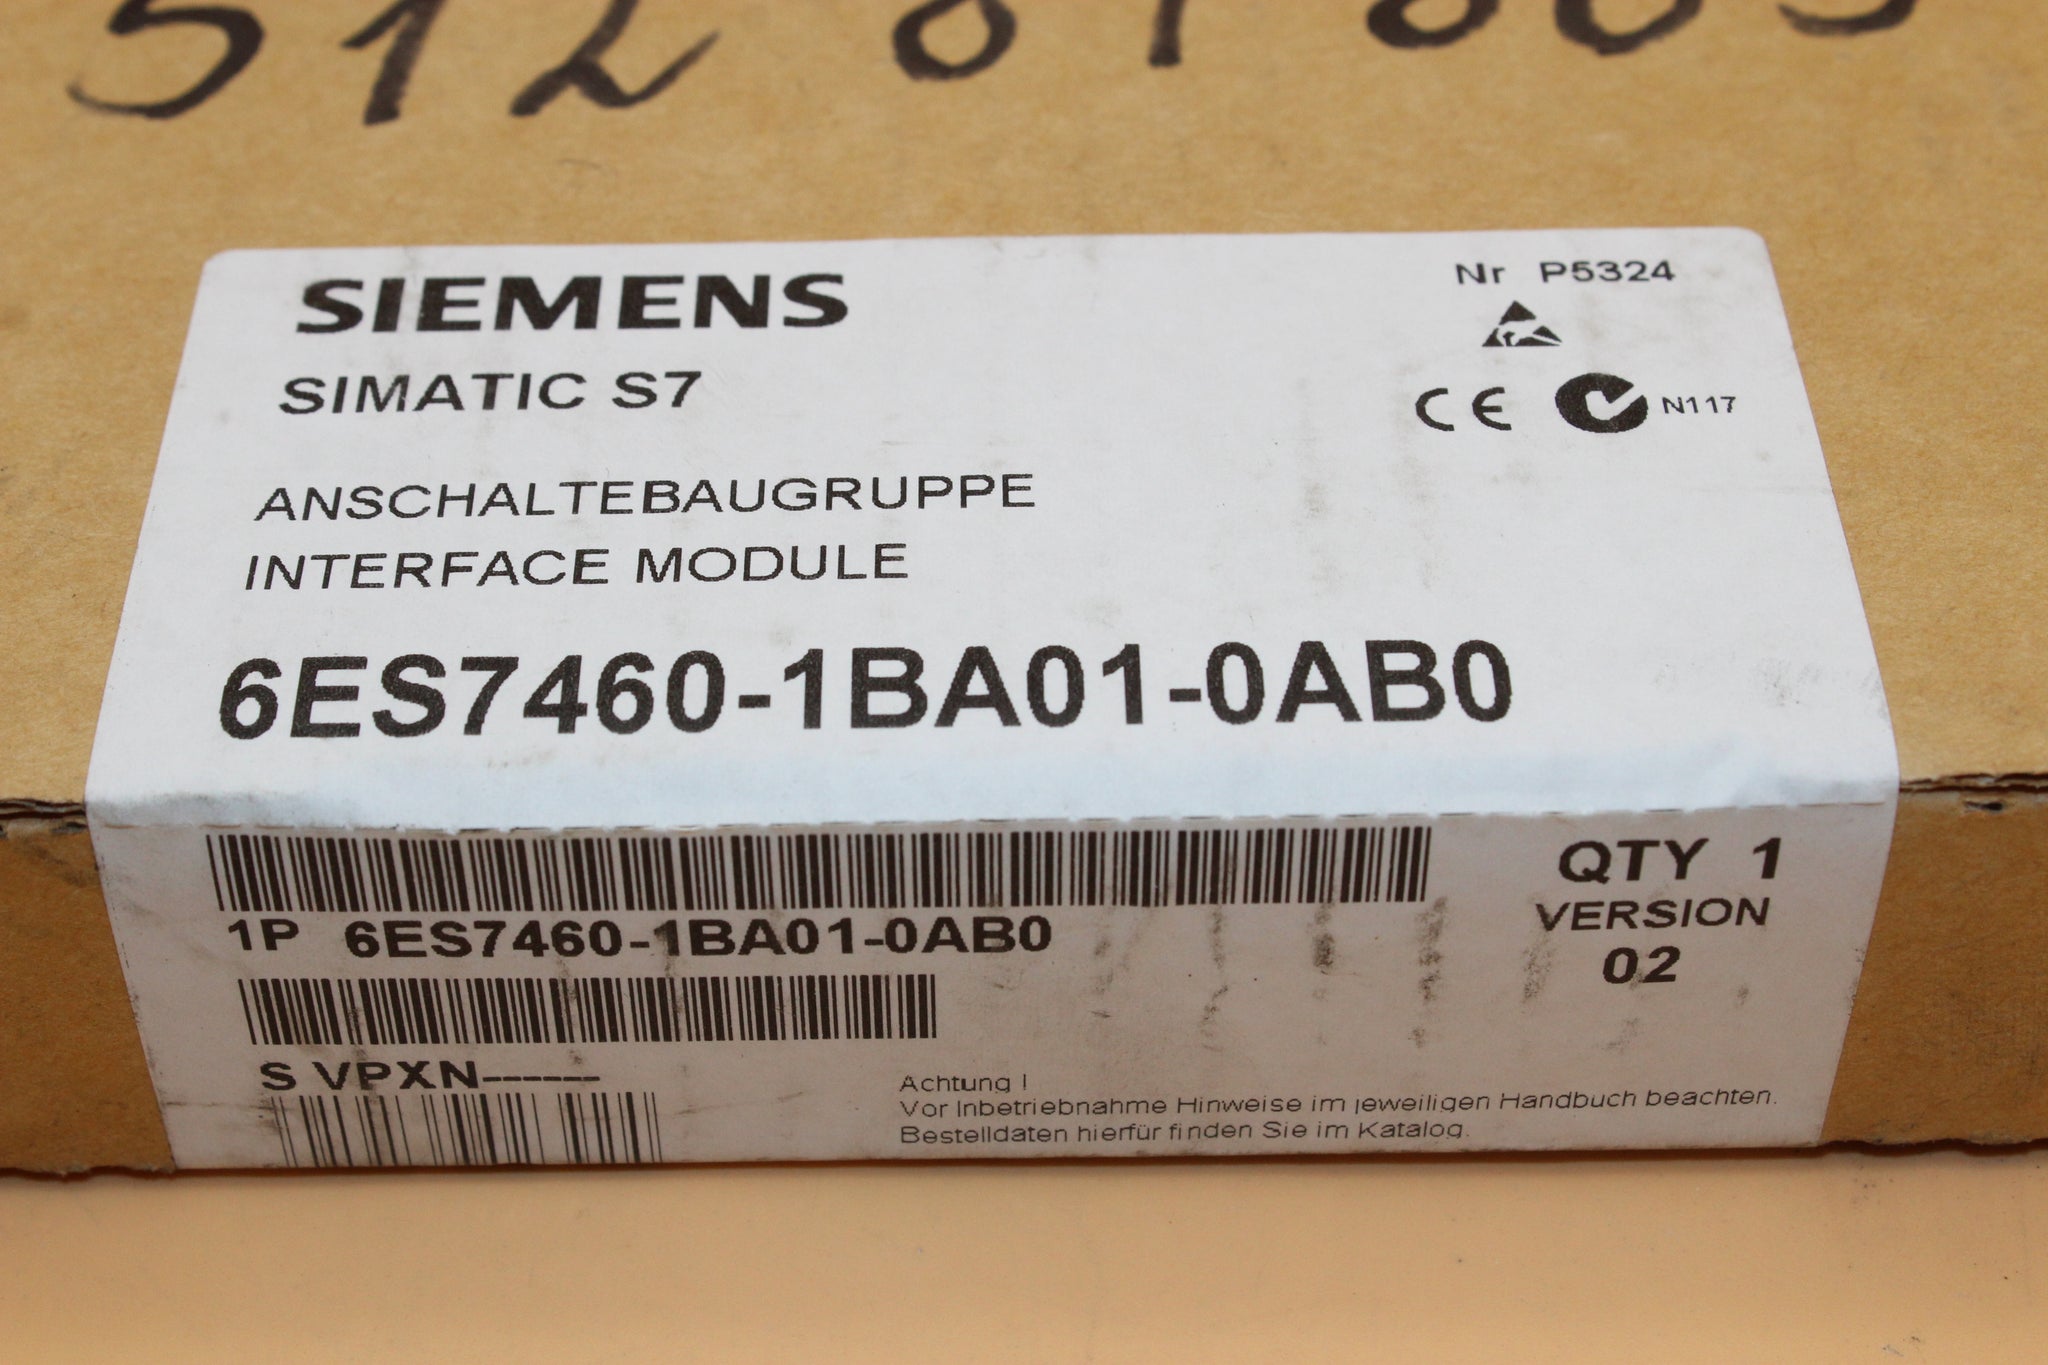 SIEMENS
Nr P5324
SIMATIC S7
CE N117
ANSCHALTEBAUGRUPPE
INTERFACE MODULE
6ES7460-1BA01-0AB0
QTY 1
1P 6ES7460-1BA01-0AB0
VERSION
02
S VPXN------
Achtung !
Vor Inbetriebnahme Hinweise im jeweiligen Handbuch beachten.
Bestelldaten hierfür finden Sie im Katalog.